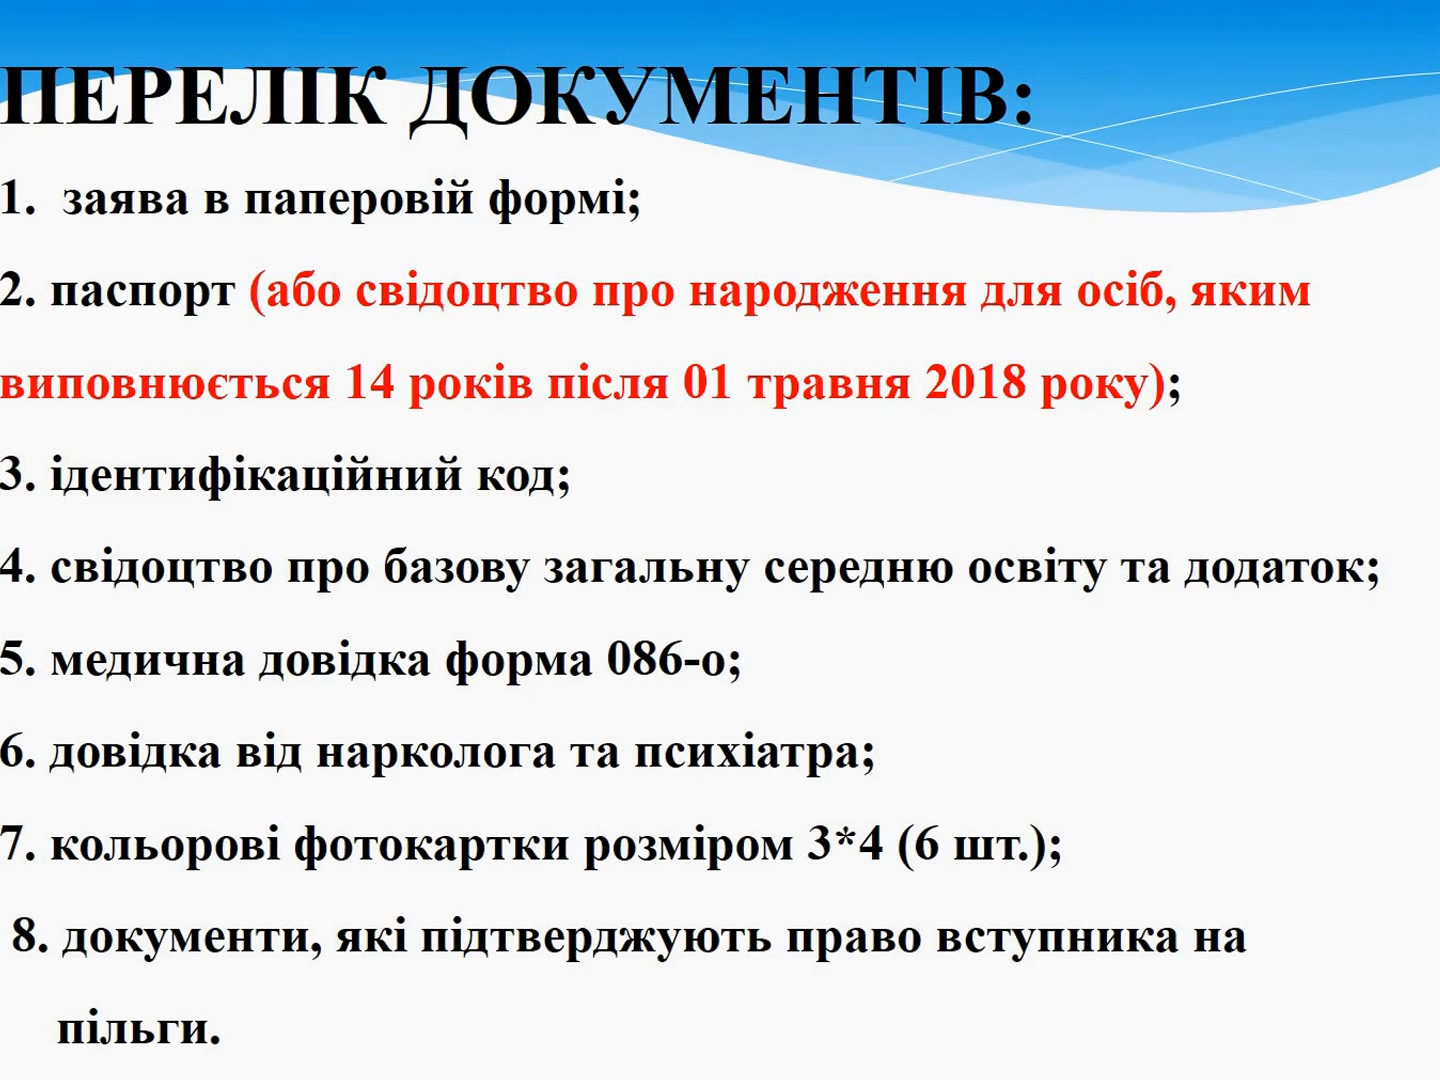 ПЕРЕЛІК ДОКУМЕНТІВ:
1. заява в паперовій формі;
2. паспорт (або свідоцтво про народження для осіб, яким
виповнюється 14 років після 01 травня 2018 року);
3. ідентифікаційний код;
4. свідоцтво про базову загальну середню освіту та додаток;
5. медична довідка форма 086-о;
6. довідка від нарколога та психіатра;
7. кольорові фотокартки розміром 3*4 (6 шт.);
8. документи, які підтверджують право вступника на
пільги.